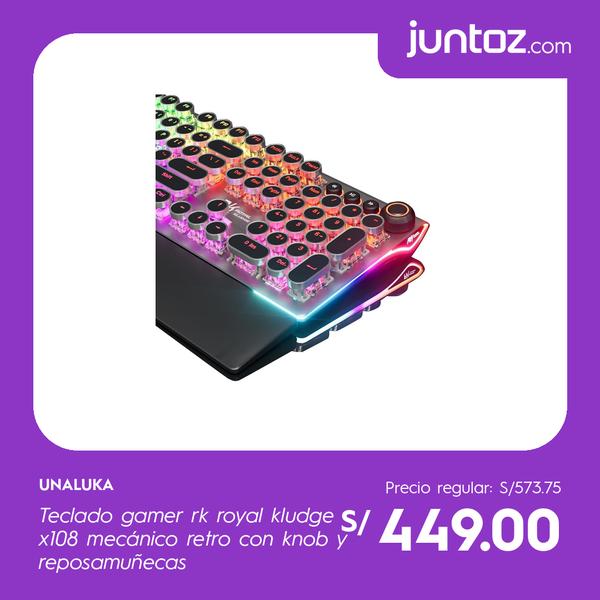 juntoz.com
UNALUKA
Teclado gamer rk royal kludge
x108 mecánico retro con knob y
reposamuñecas
Precio regular: S/573.75
S/ 449.00